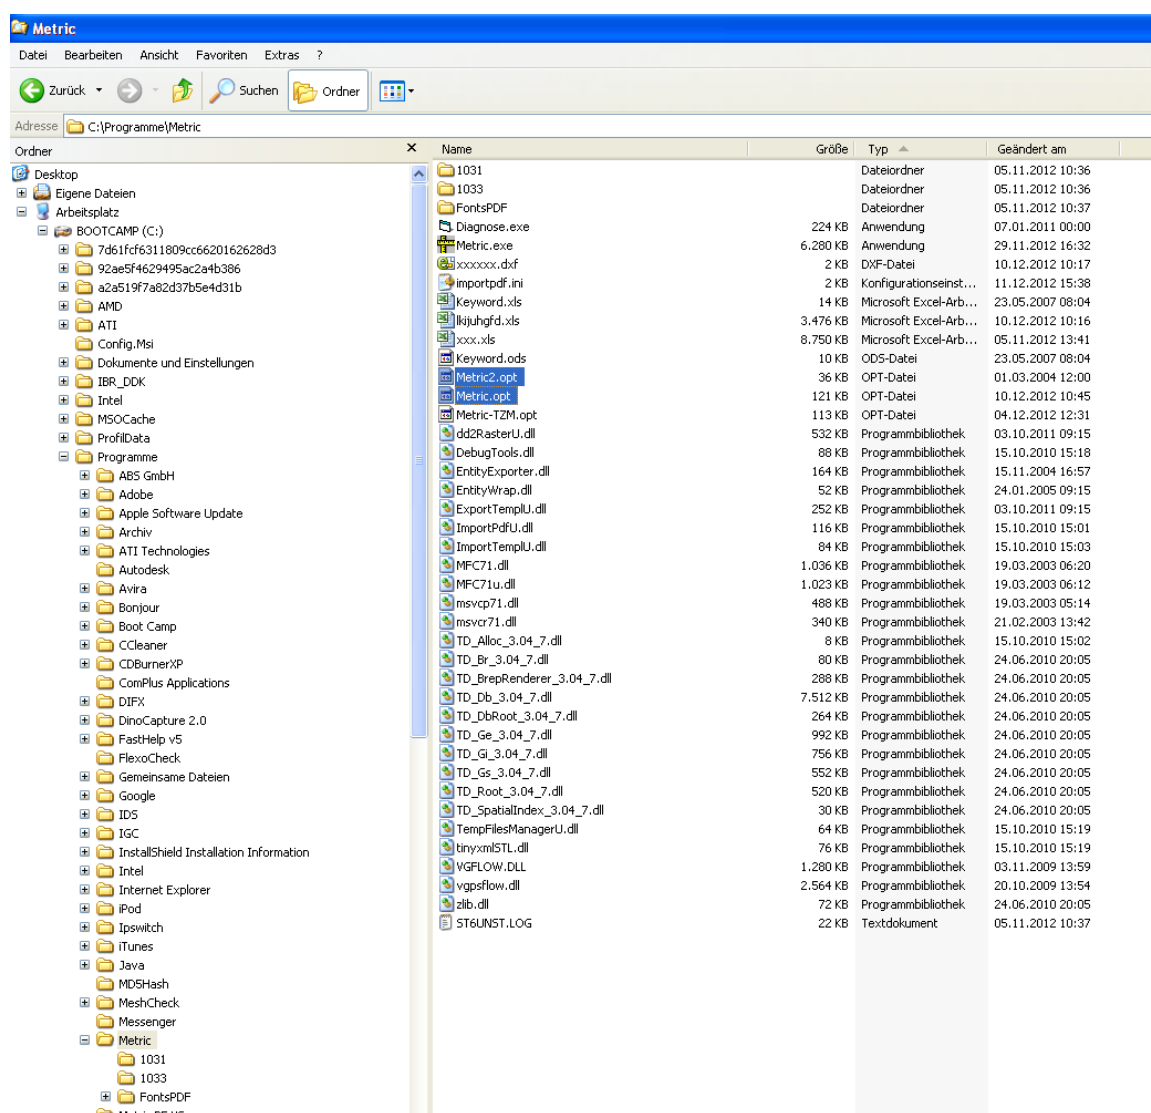 Metric
Datei Bearbeiten Ansicht Favoriten Extras ?
Zurück Suchen Ordner
Adresse C:\Programme\Metric
Ordner x Name Größe Typ Geändert am
Desktop
Eigene Dateien
Arbeitsplatz
BOOTCAMP (C:)
7d61fcf6311809cc6620162628d3
92ae5f4629495ac2a4b386
a2a519f7a82d37b5e4d31b
AMD
ATI
Config.Msi
Dokumente und Einstellungen
IBR_DDK
Intel
MSOCache
ProfilData
Programme
ABS GmbH
Adobe
Apple Software Update
Archiv
ATI Technologies
Autodesk
Avira
Bonjour
Boot Camp
CCleaner
CDBurnerXP
ComPlus Applications
DIFX
DinoCapture 2.0
FastHelp v5
FlexoCheck
Gemeinsame Dateien
Google
IDS
IGC
InstallShield Installation Information
Intel
Internet Explorer
iPod
Ipswitch
iTunes
Java
MD5Hash
MeshCheck
Messenger
Metric
1031
1033
FontsPDF
1031 Dateiordner 05.11.2012 10:36
1033 Dateiordner 05.11.2012 10:36
FontsPDF Dateiordner 05.11.2012 10:37
Diagnose.exe 224 KB Anwendung 07.01.2011 00:00
Metric.exe 6.280 KB Anwendung 29.11.2012 16:32
xxxxxx.dxf 2 KB DXF-Datei 10.12.2012 10:17
importpdf.ini 2 KB Konfigurationseinst... 11.12.2012 15:38
Keyword.xls 14 KB Microsoft Excel-Arb... 23.05.2007 08:04
lkijuhgfd.xls 3.476 KB Microsoft Excel-Arb... 10.12.2012 10:16
xxx.xls 8.750 KB Microsoft Excel-Arb... 05.11.2012 13:41
Keyword.ods 10 KB ODS-Datei 23.05.2007 08:04
Metric2.opt 36 KB OPT-Datei 01.03.2004 12:00
Metric.opt 121 KB OPT-Datei 10.12.2012 10:45
Metric-TZM.opt 113 KB OPT-Datei 04.12.2012 12:31
dd2RasterU.dll 532 KB Programmbibliothek 03.10.2011 09:15
DebugTools.dll 88 KB Programmbibliothek 15.10.2010 15:18
EntityExporter.dll 164 KB Programmbibliothek 15.11.2004 16:57
EntityWrap.dll 52 KB Programmbibliothek 24.01.2005 09:15
ExportTemplU.dll 252 KB Programmbibliothek 03.10.2011 09:15
ImportPdfU.dll 116 KB Programmbibliothek 15.10.2010 15:01
ImportTemplU.dll 84 KB Programmbibliothek 15.10.2010 15:03
MFC71.dll 1.036 KB Programmbibliothek 19.03.2003 06:20
MFC71u.dll 1.023 KB Programmbibliothek 19.03.2003 06:12
msvcp71.dll 488 KB Programmbibliothek 19.03.2003 05:14
msvcr71.dll 340 KB Programmbibliothek 21.02.2003 13:42
TD_Alloc_3.04_7.dll 8 KB Programmbibliothek 15.10.2010 15:02
TD_Br_3.04_7.dll 80 KB Programmbibliothek 24.06.2010 20:05
TD_BrepRenderer_3.04_7.dll 288 KB Programmbibliothek 24.06.2010 20:05
TD_Db_3.04_7.dll 7.512 KB Programmbibliothek 24.06.2010 20:05
TD_DbRoot_3.04_7.dll 264 KB Programmbibliothek 24.06.2010 20:05
TD_Ge_3.04_7.dll 992 KB Programmbibliothek 24.06.2010 20:05
TD_Gi_3.04_7.dll 756 KB Programmbibliothek 24.06.2010 20:05
TD_Gs_3.04_7.dll 552 KB Programmbibliothek 24.06.2010 20:05
TD_Root_3.04_7.dll 520 KB Programmbibliothek 24.06.2010 20:05
TD_SpatialIndex_3.04_7.dll 30 KB Programmbibliothek 24.06.2010 20:05
TempFilesManagerU.dll 64 KB Programmbibliothek 15.10.2010 15:19
tinyxmlSTL.dll 76 KB Programmbibliothek 15.10.2010 15:19
VGFLOW.DLL 1.280 KB Programmbibliothek 03.11.2009 13:59
vgpsflow.dll 2.564 KB Programmbibliothek 20.10.2009 13:54
zlib.dll 72 KB Programmbibliothek 24.06.2010 20:05
ST6UNST.LOG 22 KB Textdokument 05.11.2012 10:37